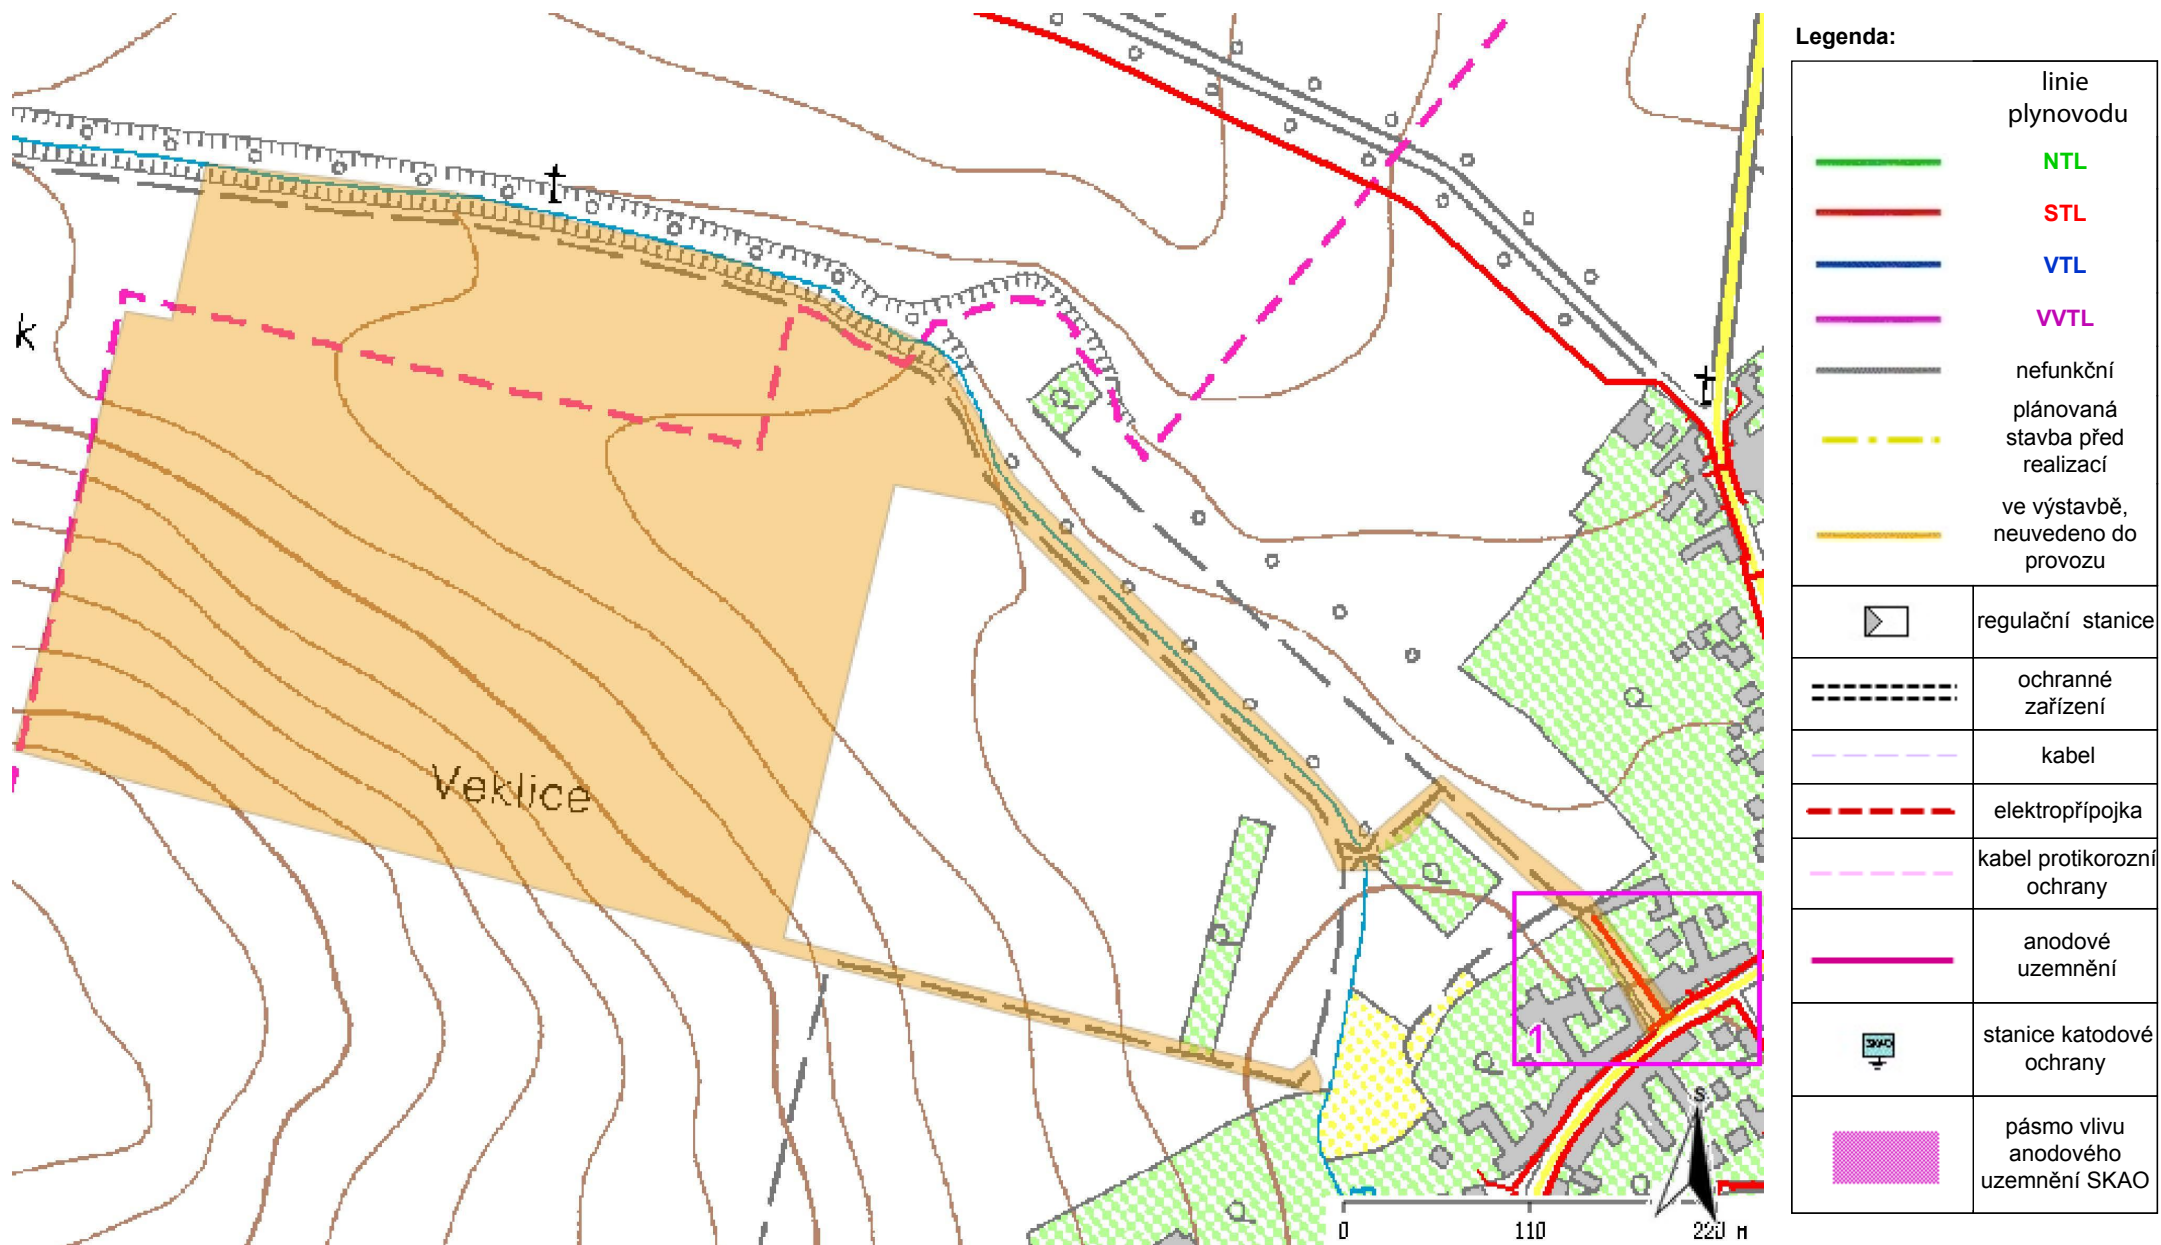 Legenda:
linie
plynovodu
NTL
STL
VTL
VVTL
nefunkční
plánovaná
stavba před
realizací
ve výstavbě,
neuvedeno do
provozu
regulační stanice
ochranné
zařízení
kabel
elektropřípojka
kabel protikorozní
ochrany
anodové
uzemnění
SKAO
stanice katodové
ochrany
pásmo vlivu
anodového
uzemnění SKAO
k
Veklice
1
S
0
110
220 M